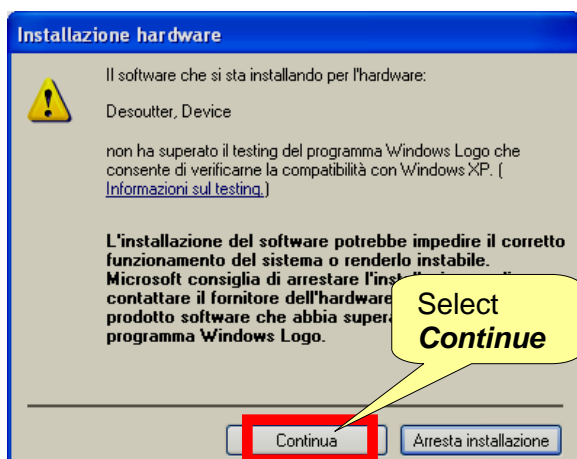 Installazione hardware
Il software che si sta installando per l'hardware:
Desoutter, Device
non ha superato il testing del programma Windows Logo che
consente di verificarne la compatibilità con Windows XP. (
Informazioni sul testing.)
L'installazione del software potrebbe impedire il corretto
funzionamento del sistema o renderlo instabile.
Microsoft consiglia di arrestare
contattare il fornitore dell'hardware
prodotto software che abbia
programma Windows Logo.
Select
Continue
Continua
Arresta installazione